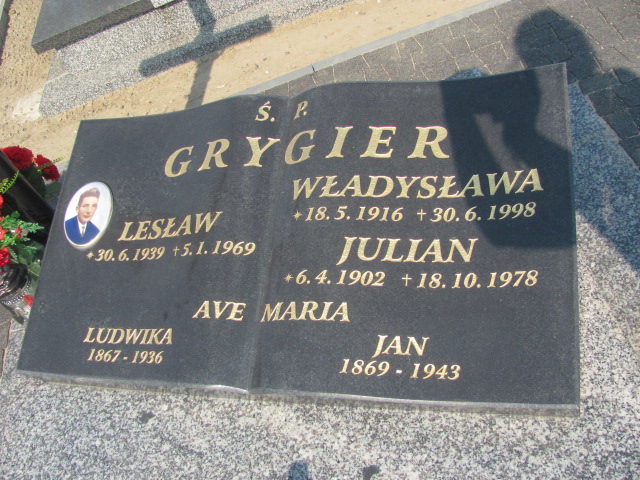 Ś. P.
GRYGIER
LESŁAW
*30.6.1939 +5.1.1969
WŁADYSŁAWA
*18.5.1916 +30.6.1998
JULIAN
*6.4.1902 +18.10.1978
AVE MARIA
LUDWIKA
1867-1936
JAN
1869-1943